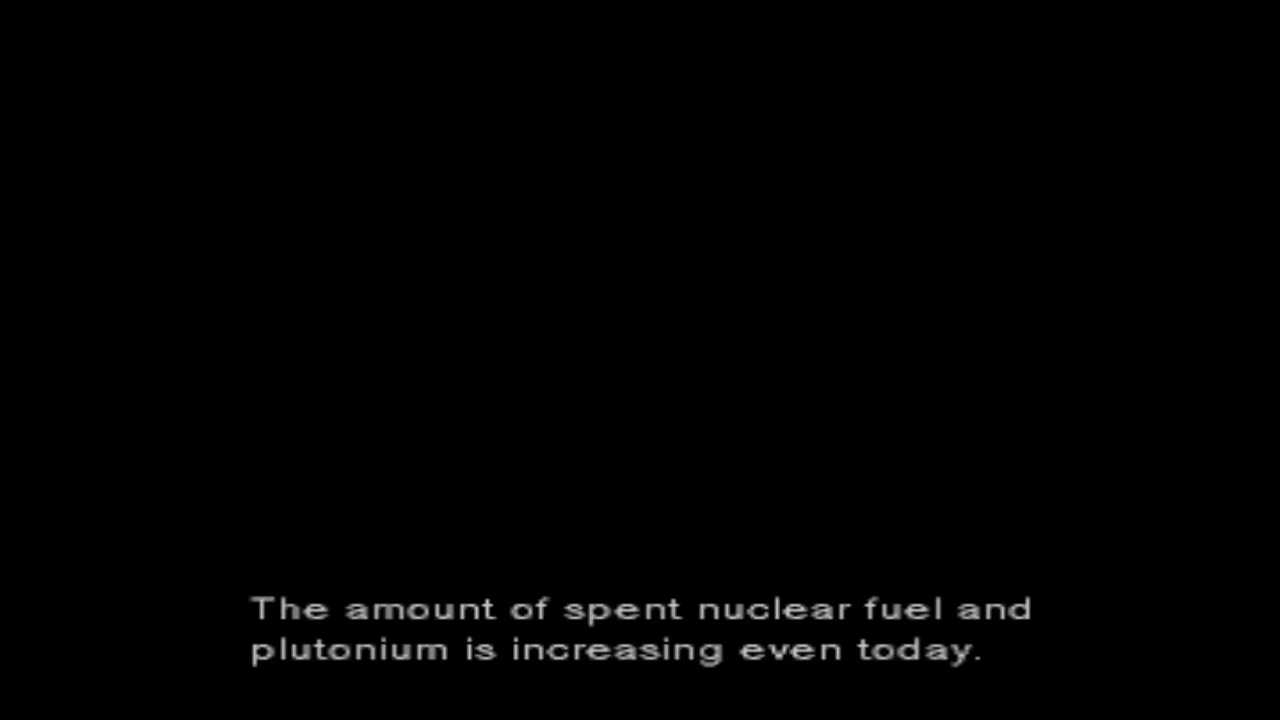 The amount of spent nuclear fuel and
plutonium is increasing even today.